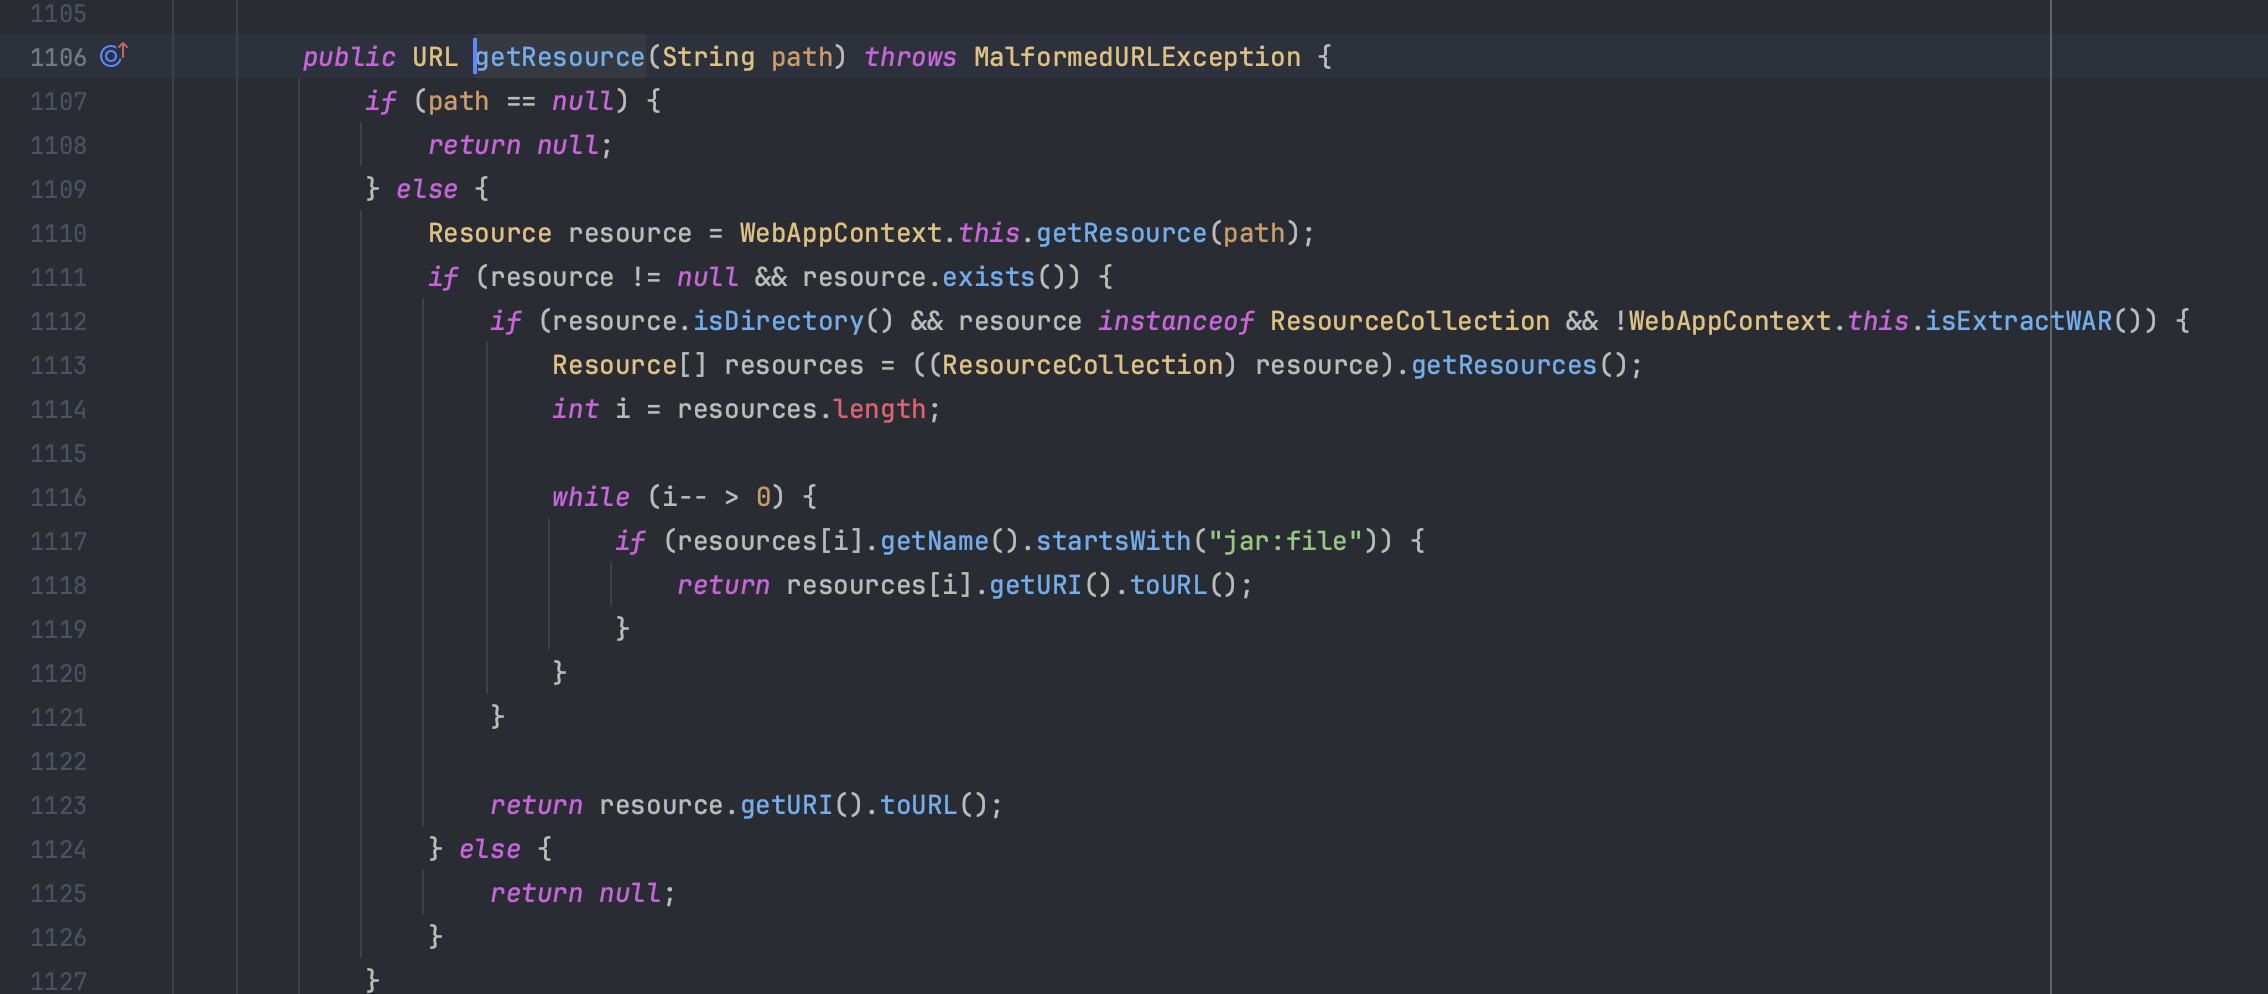 1105
1106 public URL getResource(String path) throws MalformedURLException {
1107 if (path == null) {
1108 return null;
1109 } else {
1110 Resource resource = WebAppContext.this.getResource(path);
1111 if (resource != null && resource.exists()) {
1112 if (resource.isDirectory() && resource instanceof ResourceCollection && !WebAppContext.this.isExtractWAR()) {
1113 Resource[] resources = ((ResourceCollection) resource).getResources();
1114 int i = resources.length;
1115
1116 while (i-- > 0) {
1117 if (resources[i].getName().startsWith("jar:file")) {
1118 return resources[i].getURI().toURL();
1119 }
1120 }
1121 }
1122
1123 return resource.getURI().toURL();
1124 } else {
1125 return null;
1126 }
1127 }